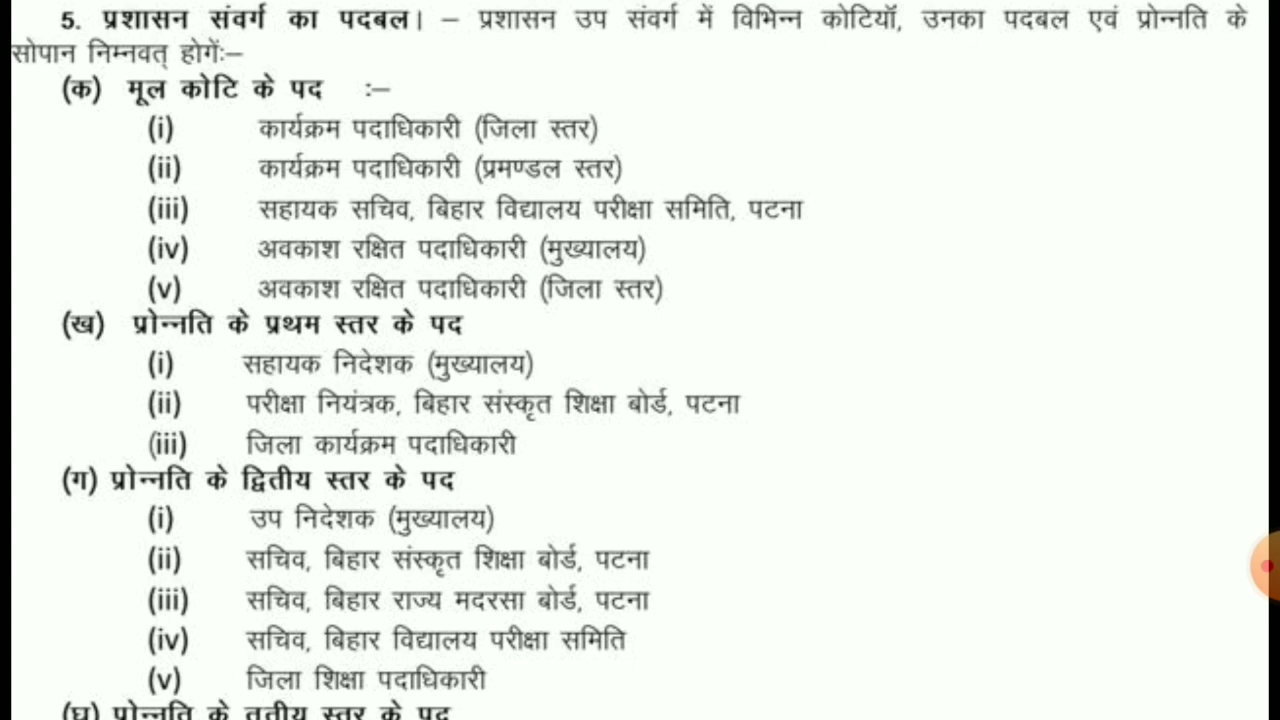 5. प्रशासन संवर्ग का पदबल। – प्रशासन उप संवर्ग में विभिन्न कोटियॉ, उनका पदबल एवं प्रोन्नति के
सोपान निम्नवत् होगेंः–
(क) मूल कोटि के पद :–
(i) कार्यक्रम पदाधिकारी (जिला स्तर)
(ii) कार्यक्रम पदाधिकारी (प्रमण्डल स्तर)
(iii) सहायक सचिव, बिहार विद्यालय परीक्षा समिति, पटना
(iv) अवकाश रक्षित पदाधिकारी (मुख्यालय)
(v) अवकाश रक्षित पदाधिकारी (जिला स्तर)
(ख) प्रोन्नति के प्रथम स्तर के पद
(i) सहायक निदेशक (मुख्यालय)
(ii) परीक्षा नियंत्रक, बिहार संस्कृत शिक्षा बोर्ड, पटना
(iii) जिला कार्यक्रम पदाधिकारी
(ग) प्रोन्नति के द्वितीय स्तर के पद
(i) उप निदेशक (मुख्यालय)
(ii) सचिव, बिहार संस्कृत शिक्षा बोर्ड, पटना
(iii) सचिव, बिहार राज्य मदरसा बोर्ड, पटना
(iv) सचिव, बिहार विद्यालय परीक्षा समिति
(v) जिला शिक्षा पदाधिकारी
(घ) प्रोन्नति के तृतीय स्तर के पद